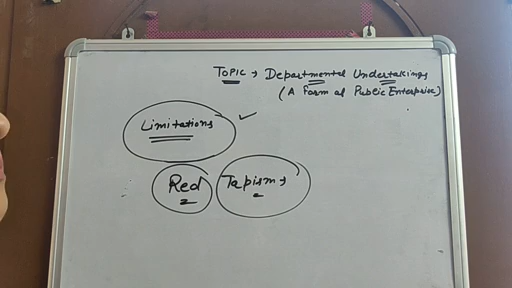 Topic → Departmental Undertakings
(A Form of Public Enterprise)
Limitations
Red Tapism →